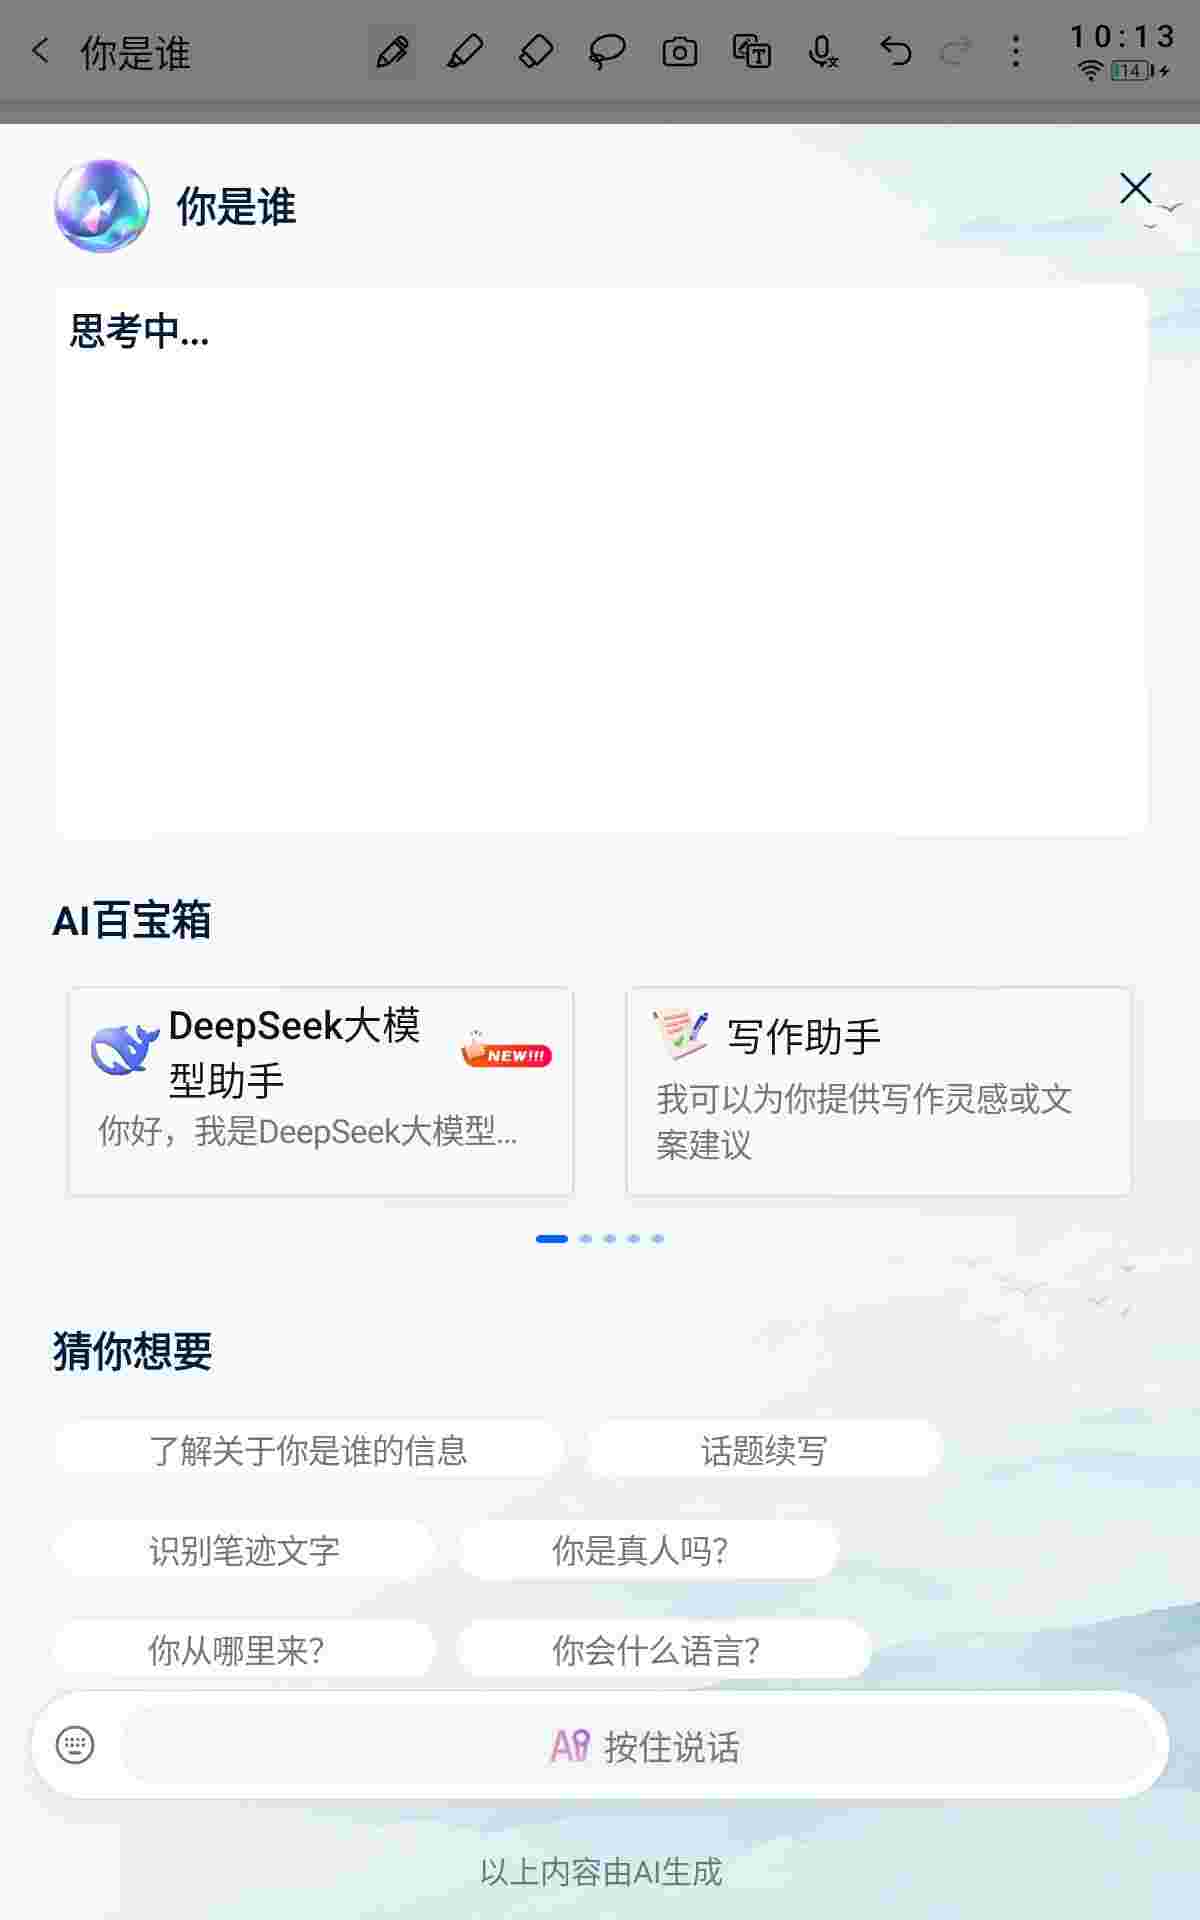 你是谁
10:13
14
你是谁
思考中...
AI百宝箱
DeepSeek大模
型助手
NEW!!!
你好，我是DeepSeek大模型...
写作助手
我可以为你提供写作灵感或文
案建议
猜你想要
了解关于你是谁的信息
话题续写
识别笔迹文字
你是真人吗?
你从哪里来?
你会什么语言?
AI 按住说话
以上内容由AI生成